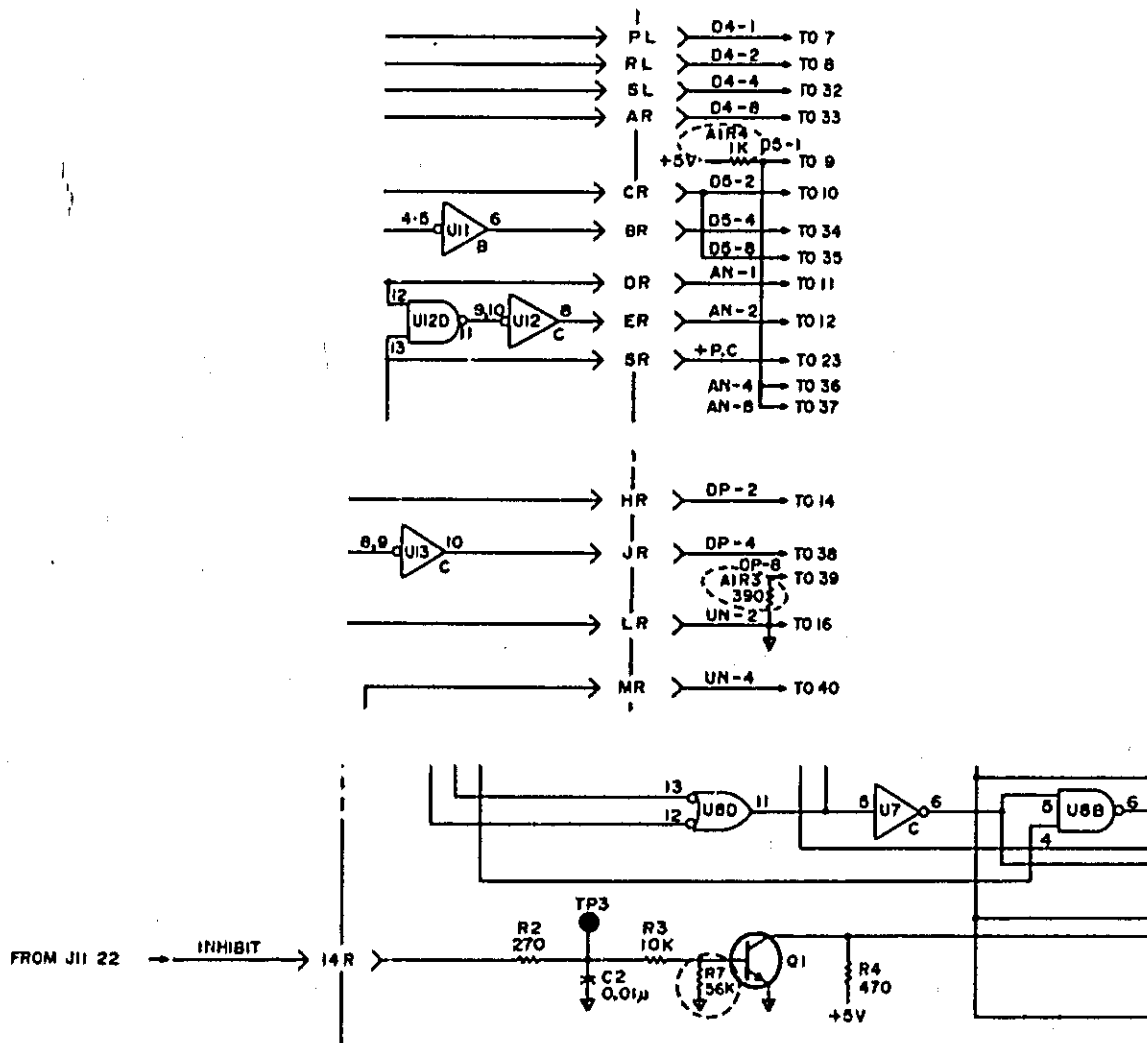 PL D4-1 TO 7
RL D4-2 TO 8
SL D4-4 TO 32
AR D4-8 TO 33
A1R4
1K
D5-1
+5V TO 9
CR D5-2 TO 10
4,5 U11 6 BR D5-4 TO 34
B
D5-8 TO 35
DR AN-1 TO 11
12
U12D 11 9,10 U12 8 ER AN-2 TO 12
C
13
SR +P.C TO 23
AN-4 TO 36
AN-8 TO 37
HR DP-2 TO 14
8,9 U13 10 JR DP-4 TO 38
C
DP-8
A1R3 TO 39
390
LR UN-2 TO 16
MR UN-4 TO 40
13
12 U6D 11 5 U7 6 5 U8B 6
C
4
TP3
R2
270
R3
10K
FROM J11 22 INHIBIT 14R
C2
0.01μ
R7
56K
Q1
R4
470
+5V